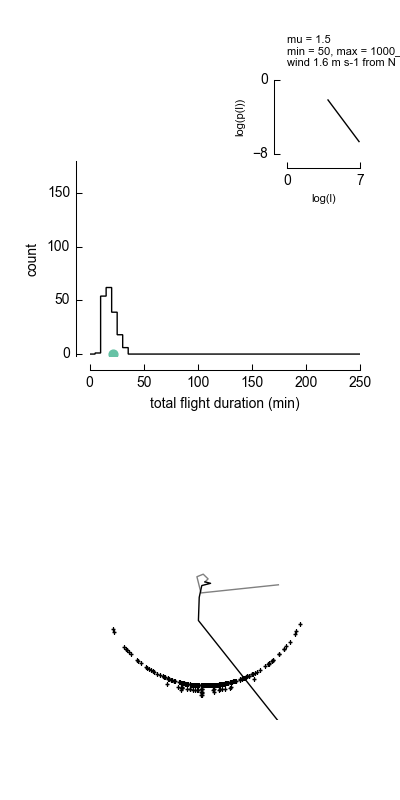 mu = 1.5
min = 50, max = 1000_
wind 1.6 m s-1 from N
0
log(p(l))
−8
0
7
log(l)
150
100
count
50
0
0
50
100
150
200
250
total flight duration (min)